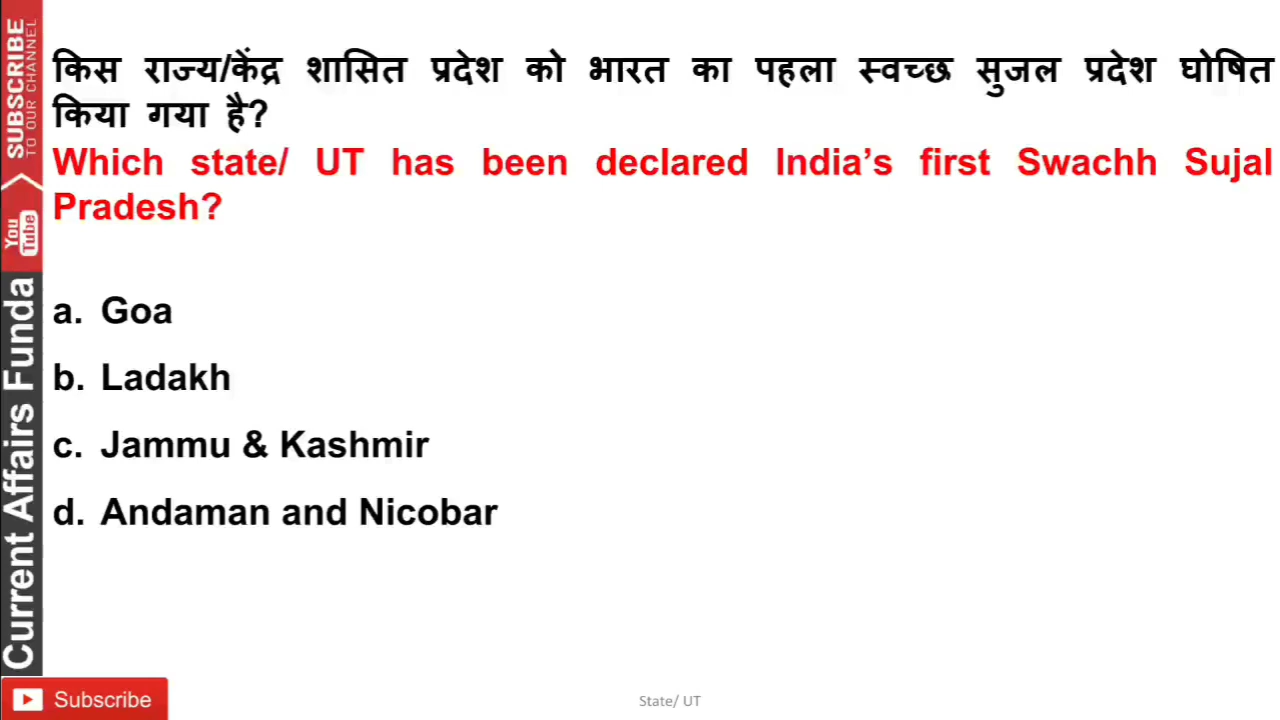 किस राज्य/केंद्र शासित प्रदेश को भारत का पहला स्वच्छ सुजल प्रदेश घोषित
किया गया है?
Which state/ UT has been declared India’s first Swachh Sujal
Pradesh?
a. Goa
b. Ladakh
c. Jammu & Kashmir
d. Andaman and Nicobar
SUBSCRIBE
TO OUR CHANNEL
You
Tube
Current Affairs Funda
Subscribe
State/ UT